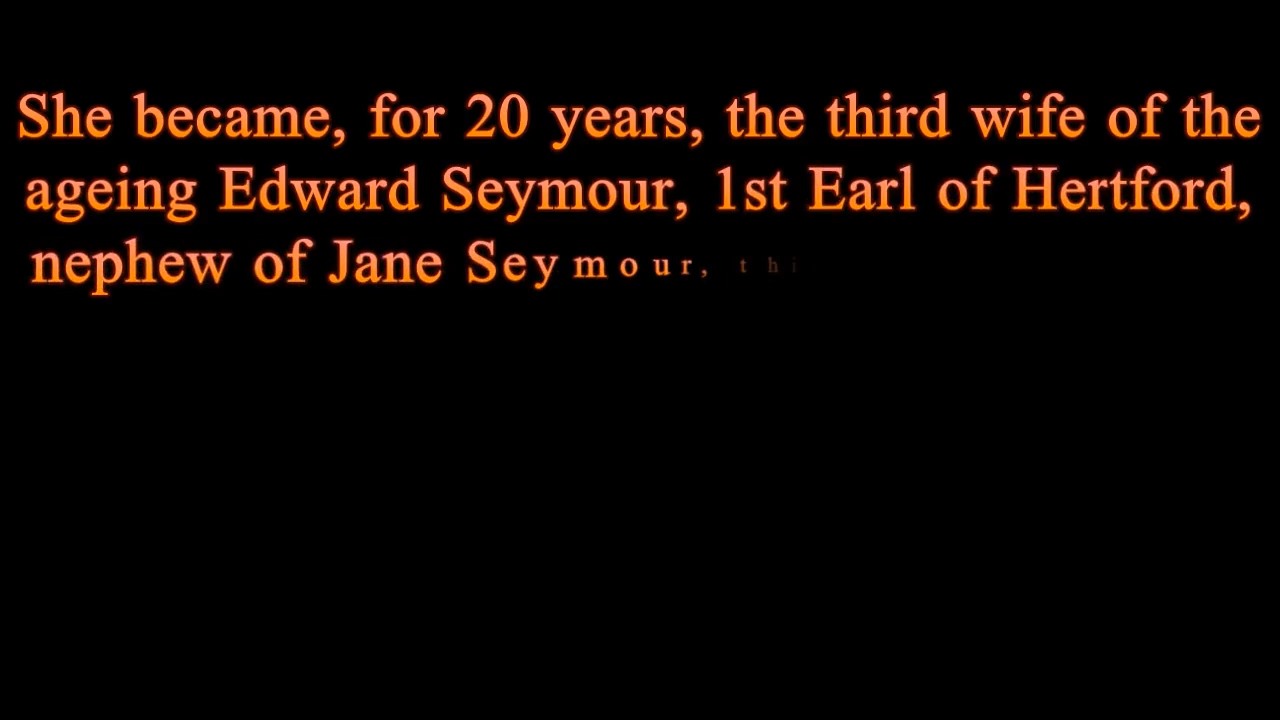 She became, for 20 years, the third wife of the
ageing Edward Seymour, 1st Earl of Hertford,
nephew of Jane Seymour, thi